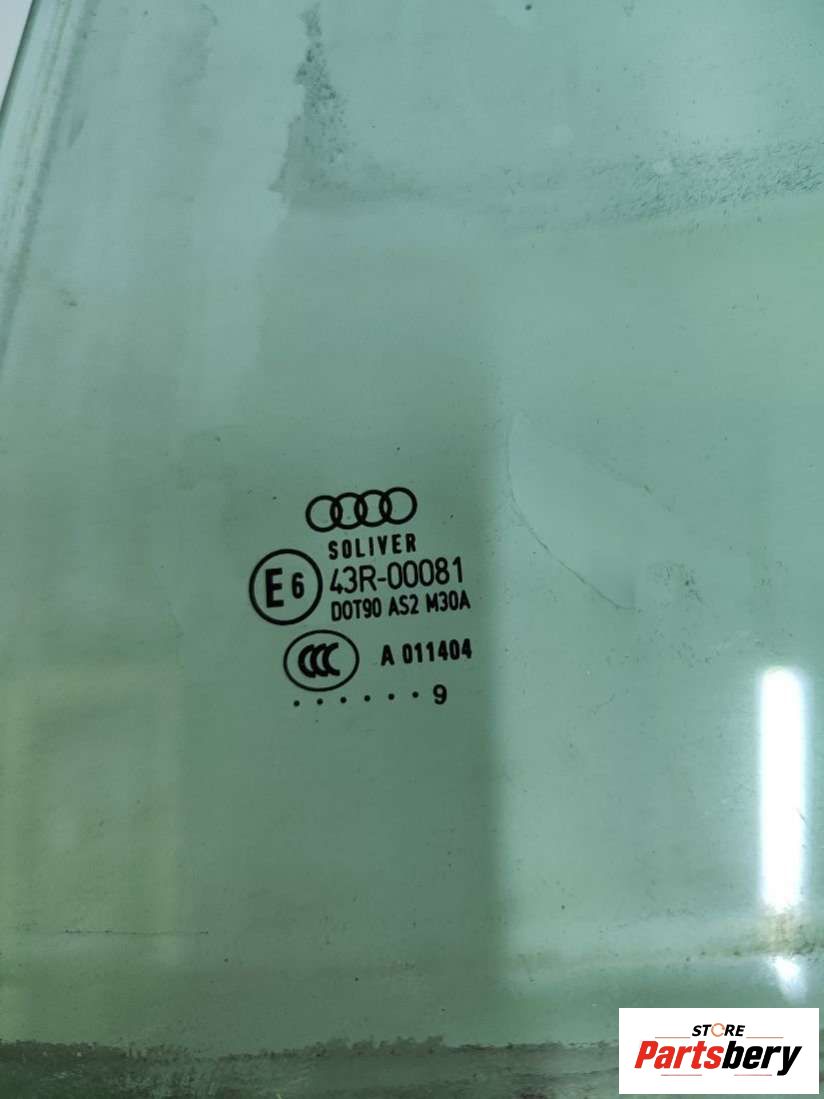 SOLIVER
E6 43R-00081
DOT90 AS2 M30A
CCC A 011404
. . . . . . 9
STORE
Partsbery